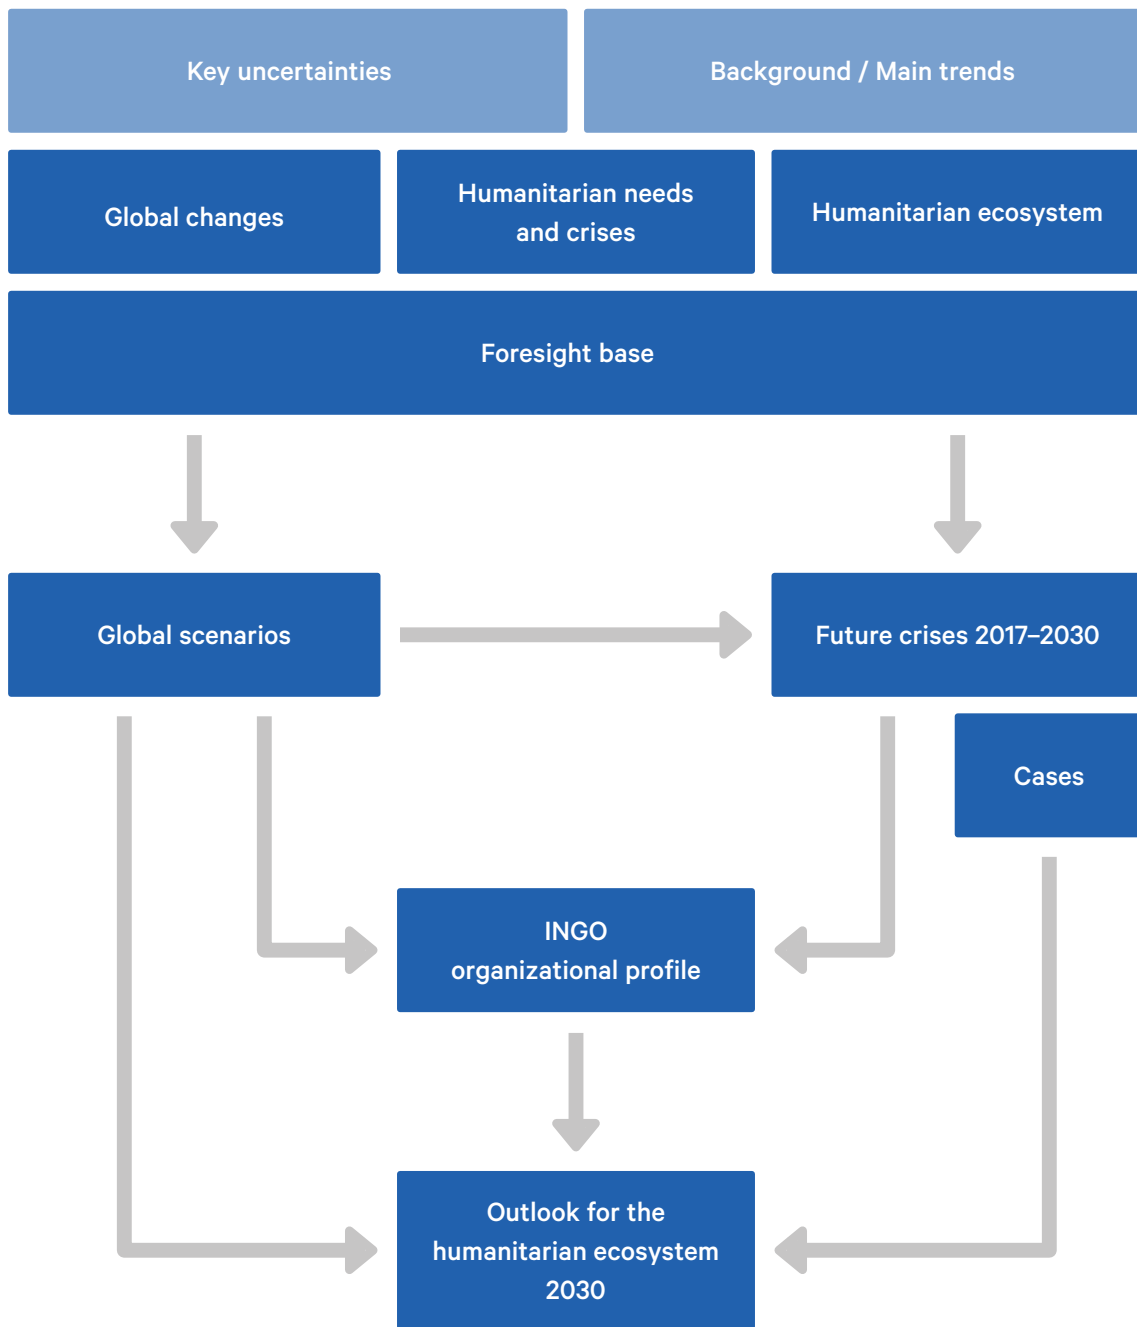 Key uncertainties
Background / Main trends
Global changes
Humanitarian needs
and crises
Humanitarian ecosystem
Foresight base
Global scenarios
Future crises 2017–2030
Cases
INGO
organizational profile
Outlook for the
humanitarian ecosystem
2030